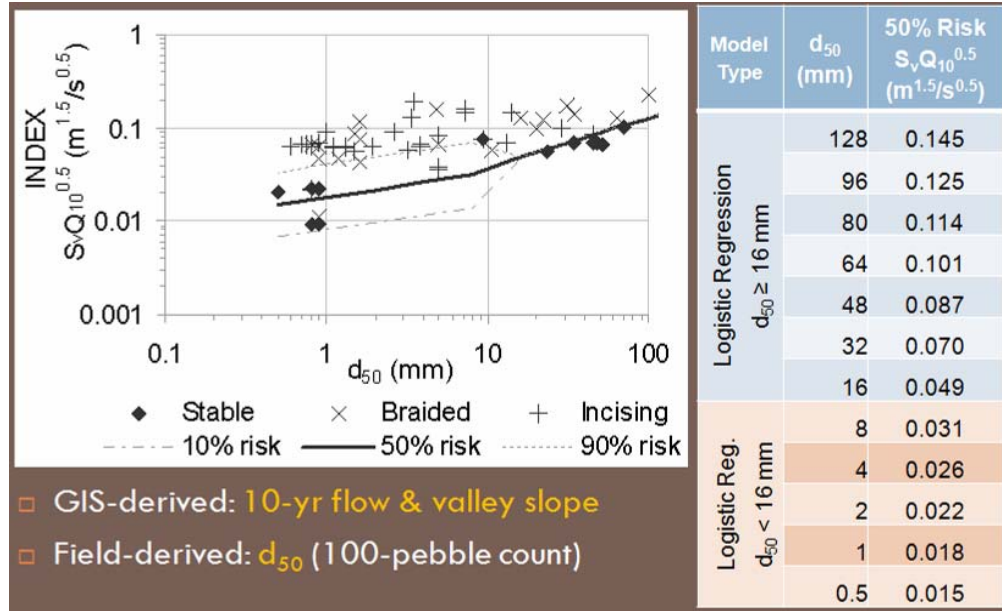 1
0.1
0.01
0.001
INDEX
SvQ10^0.5 (m^1.5/s^0.5)
0.1 1 10 100
d50 (mm)
Stable Braided Incising
10% risk 50% risk 90% risk
GIS-derived: 10-yr flow & valley slope
Field-derived: d50 (100-pebble count)
Model Type d50 (mm) 50% Risk SvQ10^0.5 (m^1.5/s^0.5)
Logistic Regression
d50 ≥ 16 mm
128 0.145
96 0.125
80 0.114
64 0.101
48 0.087
32 0.070
16 0.049
Logistic Reg.
d50 < 16 mm
8 0.031
4 0.026
2 0.022
1 0.018
0.5 0.015